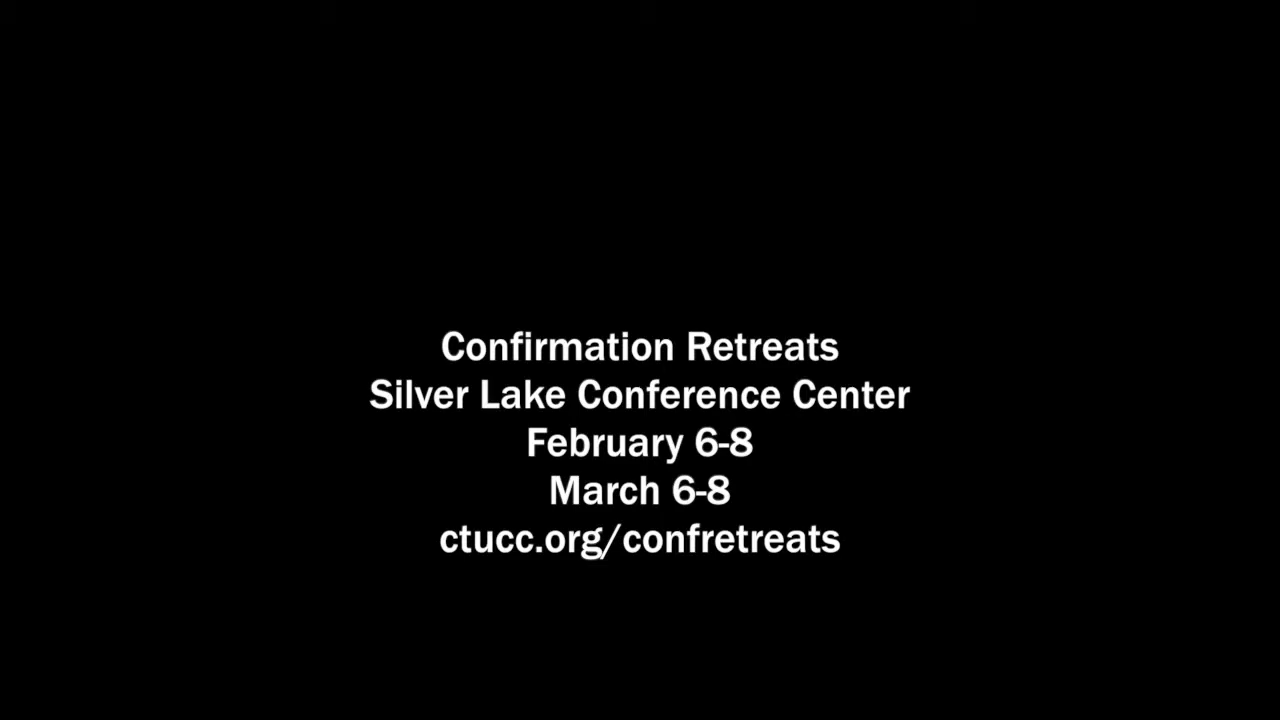 Confirmation Retreats
Silver Lake Conference Center
February 6-8
March 6-8
ctucc.org/confretreats